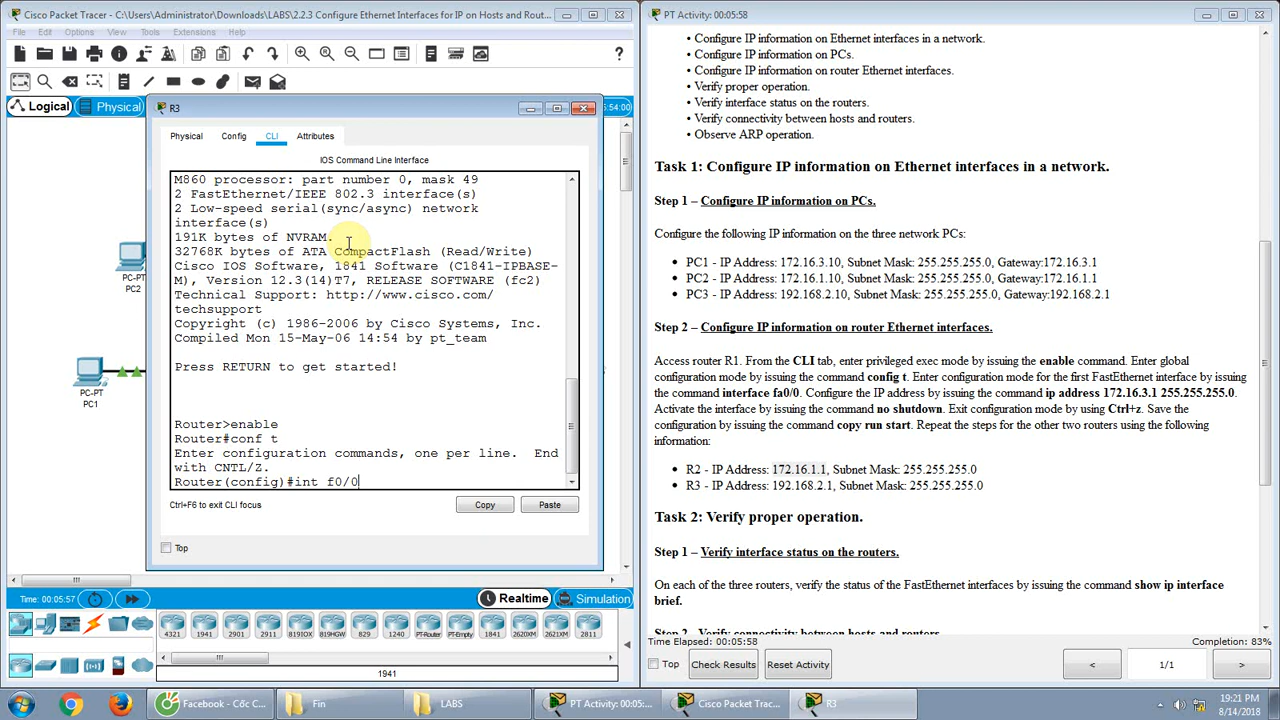 Cisco Packet Tracer - C:\Users\Administrator\Downloads\LABS\2.2.3 Configure Ethernet Interfaces for IP on Hosts and Rout...
File Edit Options View Tools Extensions Help
?
Logical
Physical
:54:00
PC-PT
PC2
PC-PT
PC1
R3
Physical Config CLI Attributes
IOS Command Line Interface
M860 processor: part number 0, mask 49
2 FastEthernet/IEEE 802.3 interface(s)
2 Low-speed serial(sync/async) network
interface(s)
191K bytes of NVRAM.
32768K bytes of ATA CompactFlash (Read/Write)
Cisco IOS Software, 1841 Software (C1841-IPBASE-
M), Version 12.3(14)T7, RELEASE SOFTWARE (fc2)
Technical Support: http://www.cisco.com/
techsupport
Copyright (c) 1986-2006 by Cisco Systems, Inc.
Compiled Mon 15-May-06 14:54 by pt_team
Press RETURN to get started!
Router>enable
Router#conf t
Enter configuration commands, one per line. End
with CNTL/Z.
Router(config)#int f0/0
Ctrl+F6 to exit CLI focus
Copy
Paste
Top
Time: 00:05:57
Realtime
Simulation
4321 1941 2901 2911 819IOX 819HGW 829 1240 PT-Router PT-Empty 1841 2620XM 2621XM 2811
1941
PT Activity: 00:05:58
• Configure IP information on Ethernet interfaces in a network.
• Configure IP information on PCs.
• Configure IP information on router Ethernet interfaces.
• Verify proper operation.
• Verify interface status on the routers.
• Verify connectivity between hosts and routers.
• Observe ARP operation.
Task 1: Configure IP information on Ethernet interfaces in a network.
Step 1 – Configure IP information on PCs.
Configure the following IP information on the three network PCs:
• PC1 - IP Address: 172.16.3.10, Subnet Mask: 255.255.255.0, Gateway:172.16.3.1
• PC2 - IP Address: 172.16.1.10, Subnet Mask: 255.255.255.0, Gateway:172.16.1.1
• PC3 - IP Address: 192.168.2.10, Subnet Mask: 255.255.255.0, Gateway:192.168.2.1
Step 2 – Configure IP information on router Ethernet interfaces.
Access router R1. From the CLI tab, enter privileged exec mode by issuing the enable command. Enter global
configuration mode by issuing the command config t. Enter configuration mode for the first FastEthernet interface by issuing
the command interface fa0/0. Configure the IP address by issuing the command ip address 172.16.3.1 255.255.255.0.
Activate the interface by issuing the command no shutdown. Exit configuration mode by using Ctrl+z. Save the
configuration by issuing the command copy run start. Repeat the steps for the other two routers using the following
information:
• R2 - IP Address: 172.16.1.1, Subnet Mask: 255.255.255.0
• R3 - IP Address: 192.168.2.1, Subnet Mask: 255.255.255.0
Task 2: Verify proper operation.
Step 1 – Verify interface status on the routers.
On each of the three routers, verify the status of the FastEthernet interfaces by issuing the command show ip interface
brief.
Step 2 – Verify connectivity between hosts and routers
Time Elapsed: 00:05:58
Completion: 83%
Top
Check Results
Reset Activity
<
1/1
>
Facebook - Cốc C...
Fin
LABS
PT Activity: 00:05:...
Cisco Packet Trac...
R3
19:21 PM
8/14/2018